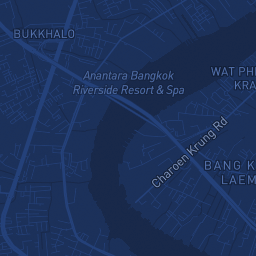 BUKKHALO
Anantara Bangkok
Riverside Resort & Spa
WAT PH
KRA
Charoen Krung Rd
BANG K
LAEM